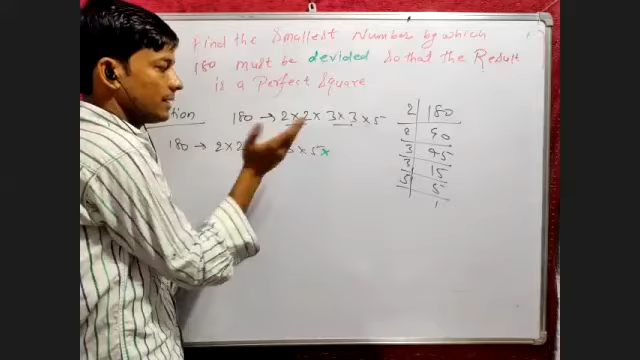 Find the Smallest Number by which
180 must be devided so that the Result
is a Perfect Square
180 → 2 × 2 × 3 × 3 × 5
180 → 2 × 2 × 5 ×
2 180
2 90
3 45
3 15
5 5
1